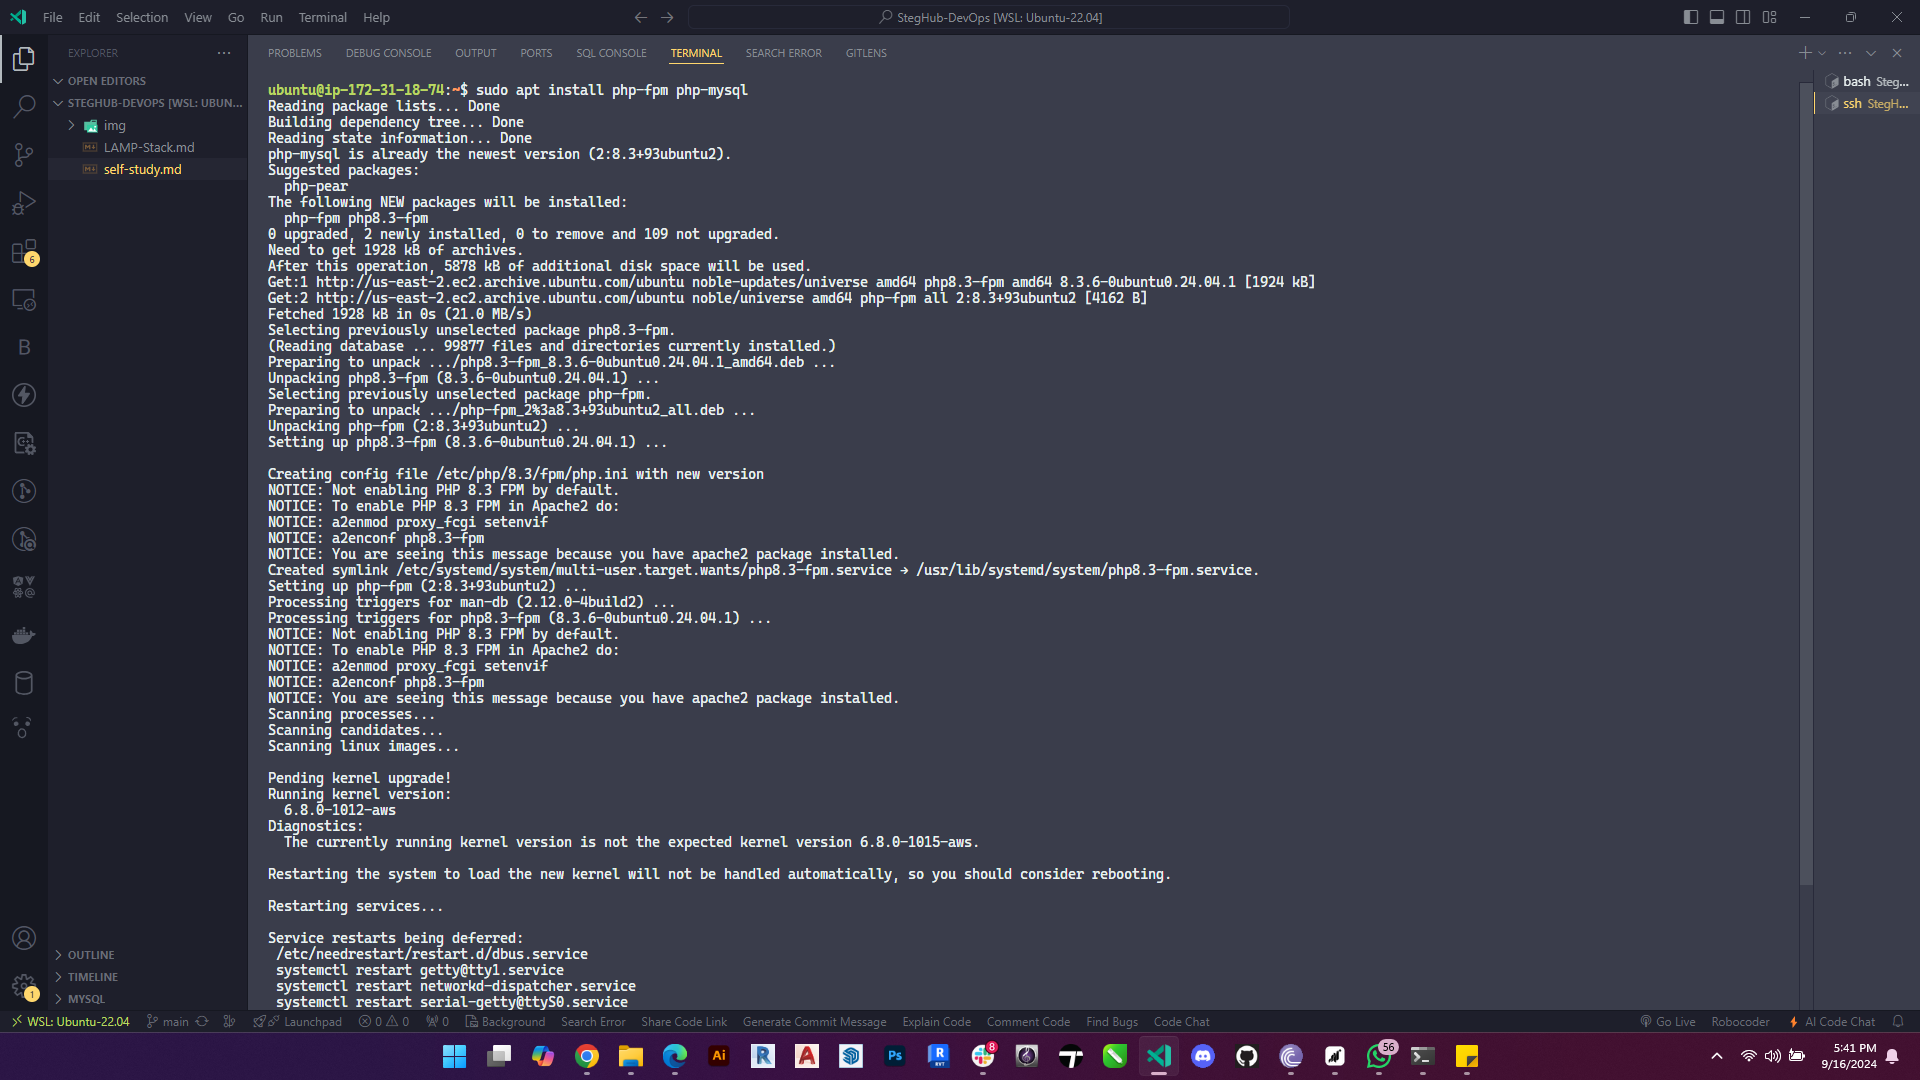 File Edit Selection View Go Run Terminal Help
StegHub-DevOps [WSL: Ubuntu-22.04]
EXPLORER
OPEN EDITORS
STEGHUB-DEVOPS [WSL: UBUN...
img
LAMP-Stack.md
self-study.md
OUTLINE
TIMELINE
MYSQL
PROBLEMS DEBUG CONSOLE OUTPUT PORTS SQL CONSOLE TERMINAL SEARCH ERROR GITLENS
bash Steg...
ssh StegH...
ubuntu@ip-172-31-18-74:~$ sudo apt install php-fpm php-mysql
Reading package lists... Done
Building dependency tree... Done
Reading state information... Done
php-mysql is already the newest version (2:8.3+93ubuntu2).
Suggested packages:
php-pear
The following NEW packages will be installed:
php-fpm php8.3-fpm
0 upgraded, 2 newly installed, 0 to remove and 109 not upgraded.
Need to get 1928 kB of archives.
After this operation, 5878 kB of additional disk space will be used.
Get:1 http://us-east-2.ec2.archive.ubuntu.com/ubuntu noble-updates/universe amd64 php8.3-fpm amd64 8.3.6-0ubuntu0.24.04.1 [1924 kB]
Get:2 http://us-east-2.ec2.archive.ubuntu.com/ubuntu noble/universe amd64 php-fpm all 2:8.3+93ubuntu2 [4162 B]
Fetched 1928 kB in 0s (21.0 MB/s)
Selecting previously unselected package php8.3-fpm.
(Reading database ... 99877 files and directories currently installed.)
Preparing to unpack .../php8.3-fpm_8.3.6-0ubuntu0.24.04.1_amd64.deb ...
Unpacking php8.3-fpm (8.3.6-0ubuntu0.24.04.1) ...
Selecting previously unselected package php-fpm.
Preparing to unpack .../php-fpm_2%3a8.3+93ubuntu2_all.deb ...
Unpacking php-fpm (2:8.3+93ubuntu2) ...
Setting up php8.3-fpm (8.3.6-0ubuntu0.24.04.1) ...
Creating config file /etc/php/8.3/fpm/php.ini with new version
NOTICE: Not enabling PHP 8.3 FPM by default.
NOTICE: To enable PHP 8.3 FPM in Apache2 do:
NOTICE: a2enmod proxy_fcgi setenvif
NOTICE: a2enconf php8.3-fpm
NOTICE: You are seeing this message because you have apache2 package installed.
Created symlink /etc/systemd/system/multi-user.target.wants/php8.3-fpm.service → /usr/lib/systemd/system/php8.3-fpm.service.
Setting up php-fpm (2:8.3+93ubuntu2) ...
Processing triggers for man-db (2.12.0-4build2) ...
Processing triggers for php8.3-fpm (8.3.6-0ubuntu0.24.04.1) ...
NOTICE: Not enabling PHP 8.3 FPM by default.
NOTICE: To enable PHP 8.3 FPM in Apache2 do:
NOTICE: a2enmod proxy_fcgi setenvif
NOTICE: a2enconf php8.3-fpm
NOTICE: You are seeing this message because you have apache2 package installed.
Scanning processes...
Scanning candidates...
Scanning linux images...
Pending kernel upgrade!
Running kernel version:
6.8.0-1012-aws
Diagnostics:
The currently running kernel version is not the expected kernel version 6.8.0-1015-aws.
Restarting the system to load the new kernel will not be handled automatically, so you should consider rebooting.
Restarting services...
Service restarts being deferred:
/etc/needrestart/restart.d/dbus.service
systemctl restart getty@tty1.service
systemctl restart networkd-dispatcher.service
systemctl restart serial-getty@ttyS0.service
6
B
1
WSL: Ubuntu-22.04 main Launchpad 0 0 0 Background Search Error Share Code Link Generate Commit Message Explain Code Comment Code Find Bugs Code Chat Go Live Robocoder AI Code Chat
Ai R A Ps R RVT 8 56
5:41 PM
9/16/2024